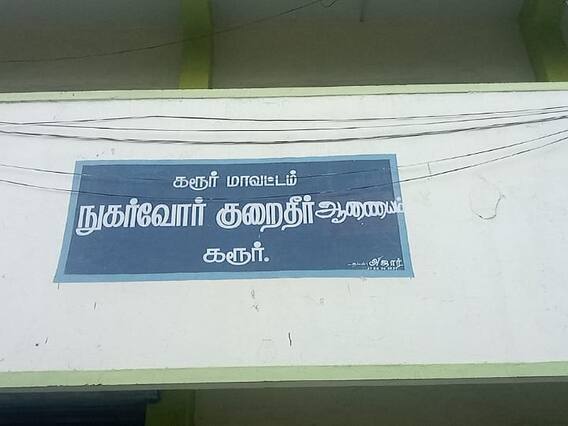 கரூர் மாவட்டம்
நுகர்வோர் குறைதீர் ஆணையம்
கரூர்.